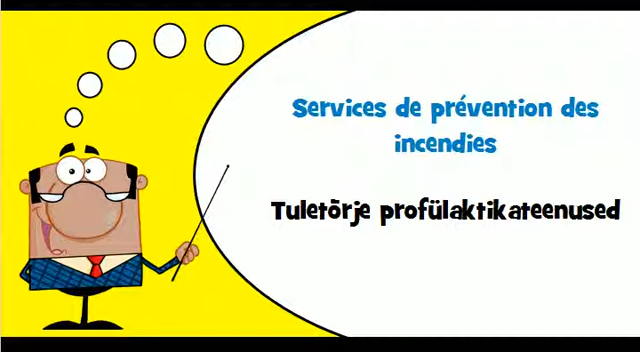 Services de prévention des
incendies
Tuletõrje profülaktikateenused